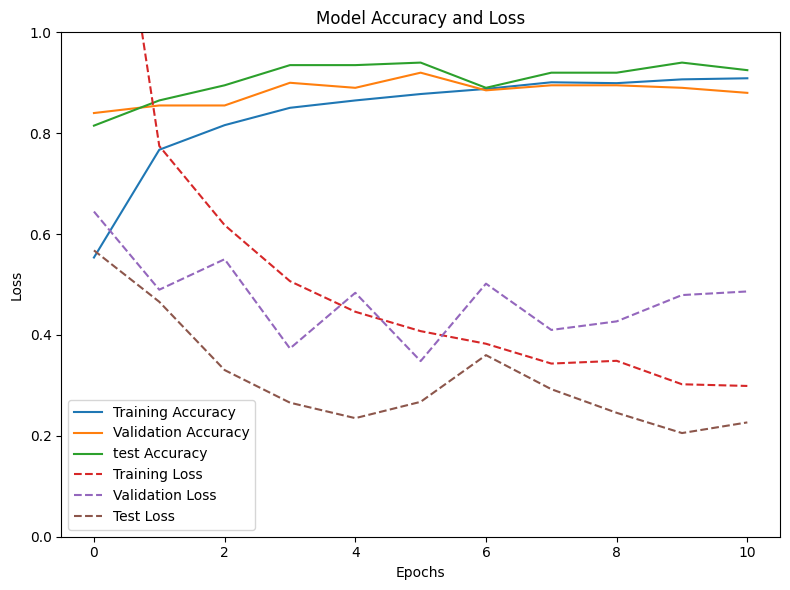 Model Accuracy and Loss
1.0
0.8
0.6
0.4
0.2
0.0
Loss
Training Accuracy
Validation Accuracy
test Accuracy
Training Loss
Validation Loss
Test Loss
0 2 4 6 8 10
Epochs